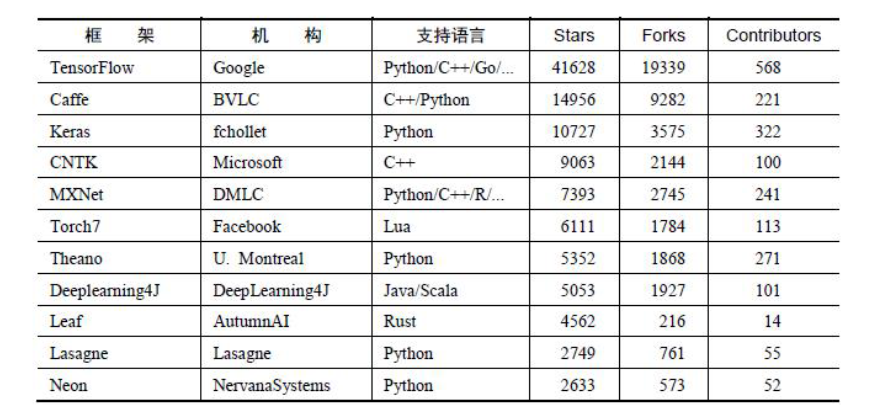 框 架 机 构 支持语言 Stars Forks Contributors
TensorFlow Google Python/C++/Go/... 41628 19339 568
Caffe BVLC C++/Python 14956 9282 221
Keras fchollet Python 10727 3575 322
CNTK Microsoft C++ 9063 2144 100
MXNet DMLC Python/C++/R/... 7393 2745 241
Torch7 Facebook Lua 6111 1784 113
Theano U. Montreal Python 5352 1868 271
Deeplearning4J DeepLearning4J Java/Scala 5053 1927 101
Leaf AutumnAI Rust 4562 216 14
Lasagne Lasagne Python 2749 761 55
Neon NervanaSystems Python 2633 573 52